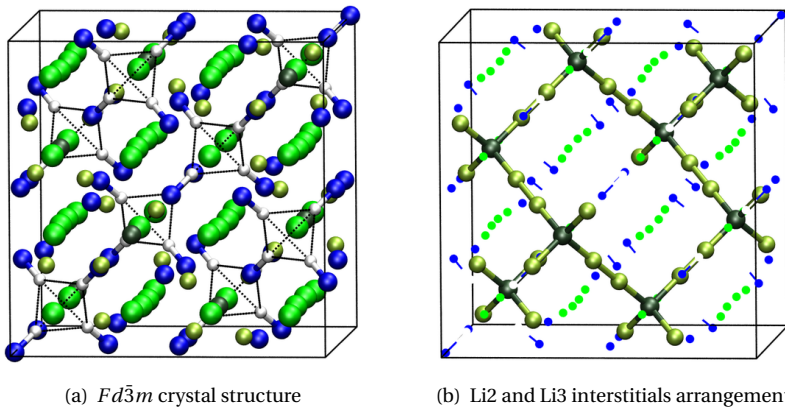 (a) Fd3̄m crystal structure
(b) Li2 and Li3 interstitials arrangement